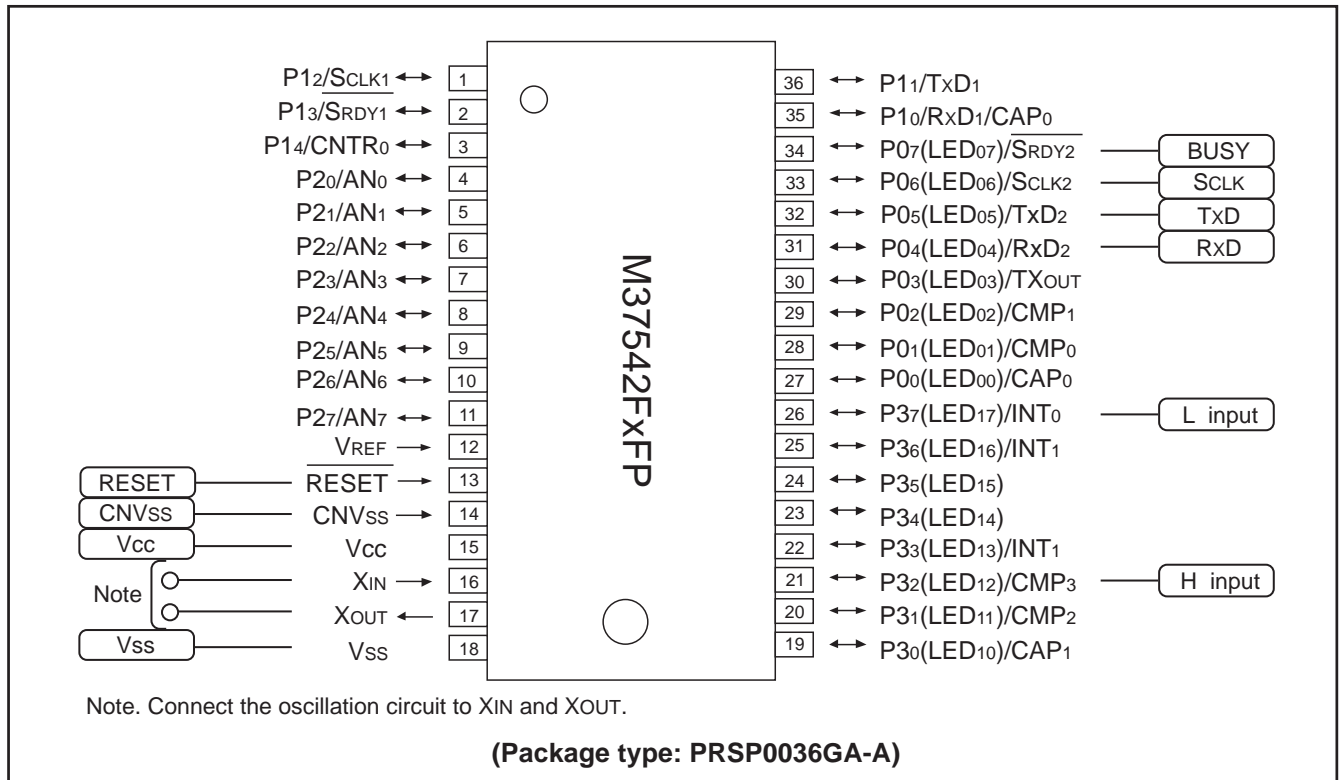 P12/SCLK1 1
P13/SRDY1 2
P14/CNTR0 3
P20/AN0 4
P21/AN1 5
P22/AN2 6
P23/AN3 7
P24/AN4 8
P25/AN5 9
P26/AN6 10
P27/AN7 11
VREF 12
RESET RESET 13
CNVSS CNVSS 14
Vcc Vcc 15
Note
XIN 16
XOUT 17
Vss Vss 18
M37542FxFP
36 P11/TXD1
35 P10/RXD1/CAP0
34 P07(LED07)/SRDY2 BUSY
33 P06(LED06)/SCLK2 SCLK
32 P05(LED05)/TxD2 TXD
31 P04(LED04)/RxD2 RXD
30 P03(LED03)/TXOUT
29 P02(LED02)/CMP1
28 P01(LED01)/CMP0
27 P00(LED00)/CAP0
26 P37(LED17)/INT0 L input
25 P36(LED16)/INT1
24 P35(LED15)
23 P34(LED14)
22 P33(LED13)/INT1
21 P32(LED12)/CMP3 H input
20 P31(LED11)/CMP2
19 P30(LED10)/CAP1
Note. Connect the oscillation circuit to XIN and XOUT.
(Package type: PRSP0036GA-A)